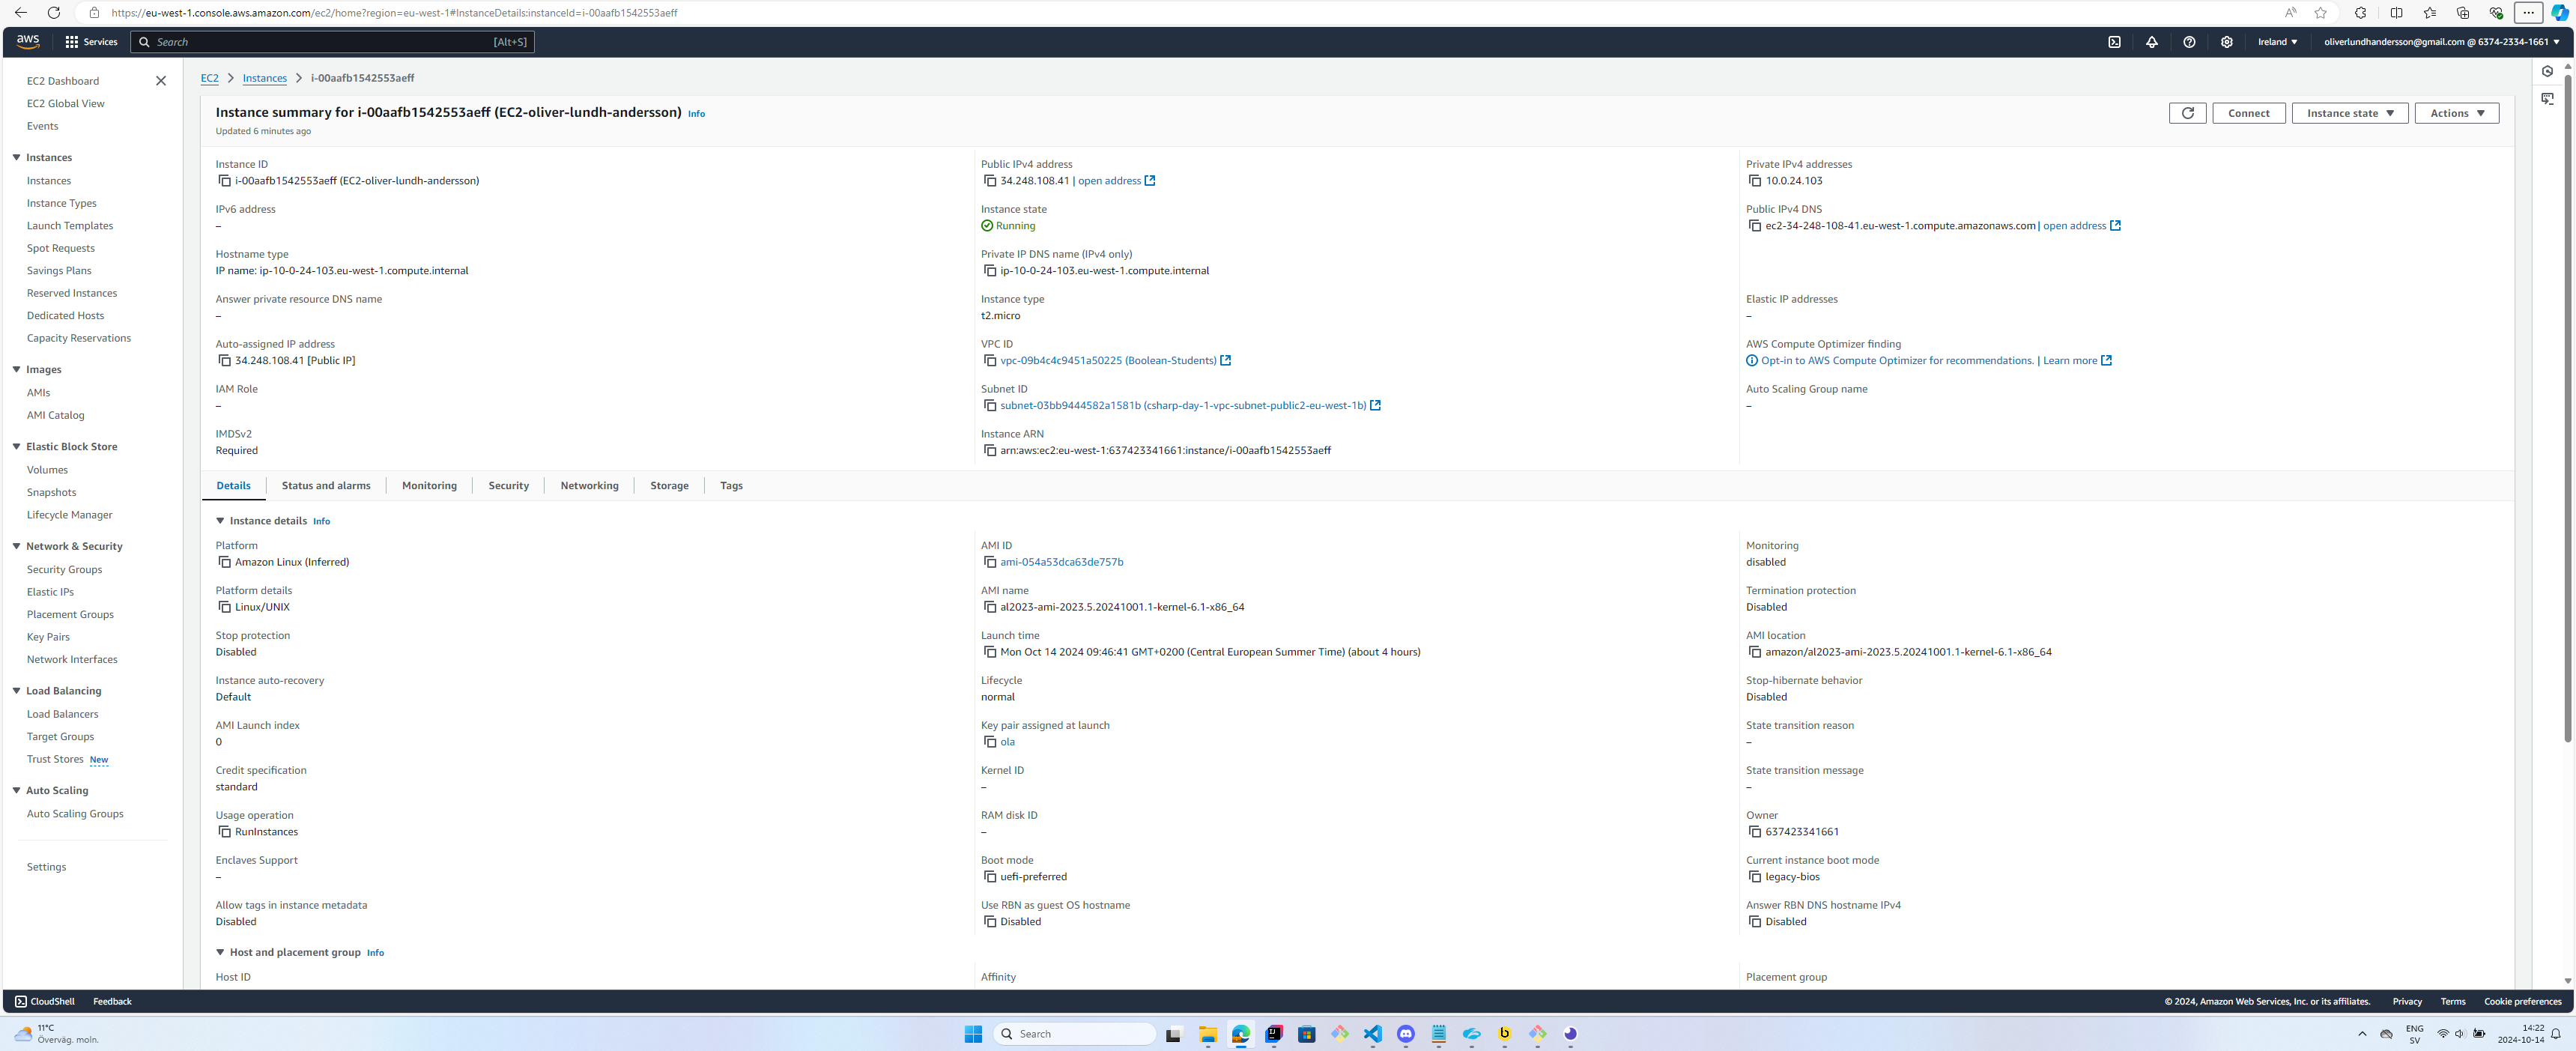 https://eu-west-1.console.aws.amazon.com/ec2/home?region=eu-west-1#InstanceDetails:instanceId=i-00aafb1542553aeff
aws Services Search [Alt+S] Ireland oliverlundhandersson@gmail.com @ 6374-2334-1661
EC2 Dashboard
EC2 Global View
Events
Instances
Instances
Instance Types
Launch Templates
Spot Requests
Savings Plans
Reserved Instances
Dedicated Hosts
Capacity Reservations
Images
AMIs
AMI Catalog
Elastic Block Store
Volumes
Snapshots
Lifecycle Manager
Network & Security
Security Groups
Elastic IPs
Placement Groups
Key Pairs
Network Interfaces
Load Balancing
Load Balancers
Target Groups
Trust Stores New
Auto Scaling
Auto Scaling Groups
Settings
EC2 > Instances > i-00aafb1542553aeff
Instance summary for i-00aafb1542553aeff (EC2-oliver-lundh-andersson) Info
Updated 6 minutes ago
Connect Instance state Actions
Instance ID
i-00aafb1542553aeff (EC2-oliver-lundh-andersson)
IPv6 address
–
Hostname type
IP name: ip-10-0-24-103.eu-west-1.compute.internal
Answer private resource DNS name
–
Auto-assigned IP address
34.248.108.41 [Public IP]
IAM Role
–
IMDSv2
Required
Public IPv4 address
34.248.108.41 | open address
Instance state
Running
Private IP DNS name (IPv4 only)
ip-10-0-24-103.eu-west-1.compute.internal
Instance type
t2.micro
VPC ID
vpc-09b4c4c9451a50225 (Boolean-Students)
Subnet ID
subnet-03bb9444582a1581b (csharp-day-1-vpc-subnet-public2-eu-west-1b)
Instance ARN
arn:aws:ec2:eu-west-1:637423341661:instance/i-00aafb1542553aeff
Private IPv4 addresses
10.0.24.103
Public IPv4 DNS
ec2-34-248-108-41.eu-west-1.compute.amazonaws.com | open address
Elastic IP addresses
–
AWS Compute Optimizer finding
Opt-in to AWS Compute Optimizer for recommendations. | Learn more
Auto Scaling Group name
–
Details Status and alarms Monitoring Security Networking Storage Tags
Instance details Info
Platform
Amazon Linux (Inferred)
Platform details
Linux/UNIX
Stop protection
Disabled
Instance auto-recovery
Default
AMI Launch index
0
Credit specification
standard
Usage operation
RunInstances
Enclaves Support
–
Allow tags in instance metadata
Disabled
AMI ID
ami-054a53dca63de757b
AMI name
al2023-ami-2023.5.20241001.1-kernel-6.1-x86_64
Launch time
Mon Oct 14 2024 09:46:41 GMT+0200 (Central European Summer Time) (about 4 hours)
Lifecycle
normal
Key pair assigned at launch
ola
Kernel ID
–
RAM disk ID
–
Boot mode
uefi-preferred
Use RBN as guest OS hostname
Disabled
Monitoring
disabled
Termination protection
Disabled
AMI location
amazon/al2023-ami-2023.5.20241001.1-kernel-6.1-x86_64
Stop-hibernate behavior
Disabled
State transition reason
–
State transition message
–
Owner
637423341661
Current instance boot mode
legacy-bios
Answer RBN DNS hostname IPv4
Disabled
Host and placement group Info
Host ID
Affinity
Placement group
CloudShell Feedback © 2024, Amazon Web Services, Inc. or its affiliates. Privacy Terms Cookie preferences
11°C
Överväg. moln.
Search
ENG
SV
14:22
2024-10-14